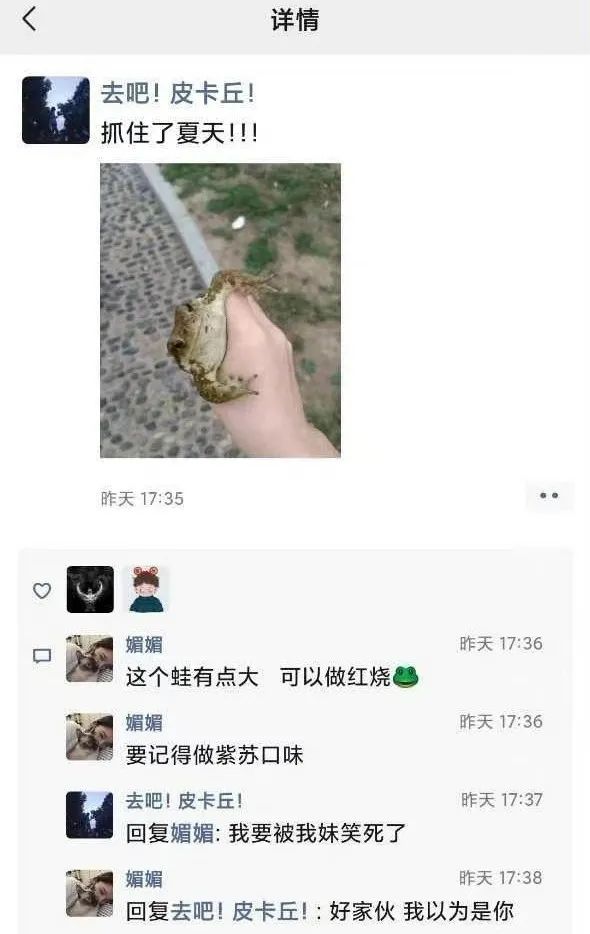 详情
去吧! 皮卡丘!
抓住了夏天!!!
昨天 17:35
媚媚 昨天 17:36
这个蛙有点大 可以做红烧🐸
媚媚 昨天 17:36
要记得做紫苏口味
去吧! 皮卡丘! 昨天 17:37
回复媚媚: 我要被我妹笑死了
媚媚 昨天 17:38
回复去吧! 皮卡丘! : 好家伙 我以为是你